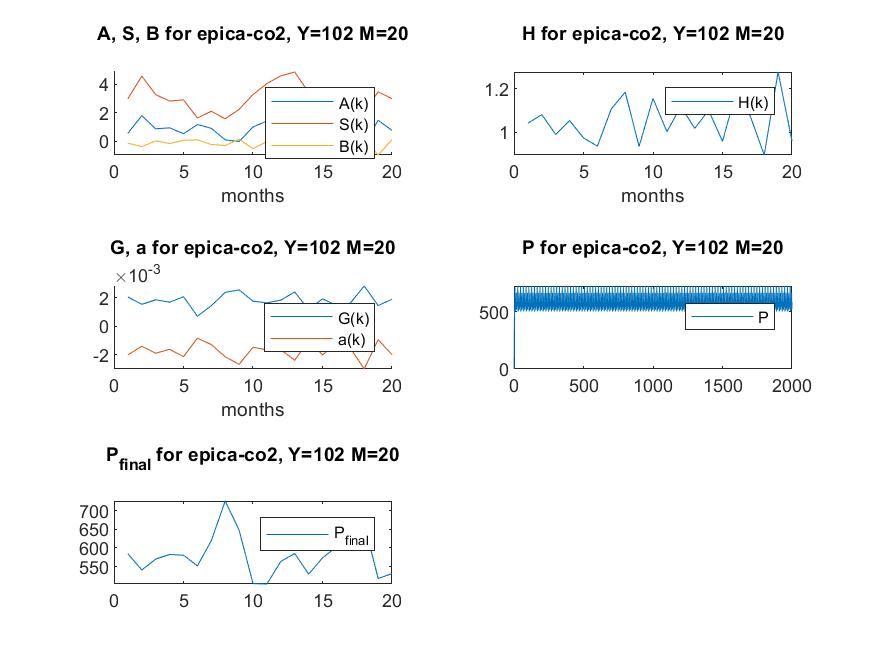 A, S, B for epica-co2, Y=102 M=20
4
2
0
A(k)
S(k)
B(k)
0 5 10 15 20
months
H for epica-co2, Y=102 M=20
1.2
1
H(k)
0 5 10 15 20
months
G, a for epica-co2, Y=102 M=20
×10-3
2
0
-2
G(k)
a(k)
0 5 10 15 20
months
P for epica-co2, Y=102 M=20
500
0
P
0 500 1000 1500 2000
Pfinal for epica-co2, Y=102 M=20
700
650
600
550
Pfinal
0 5 10 15 20